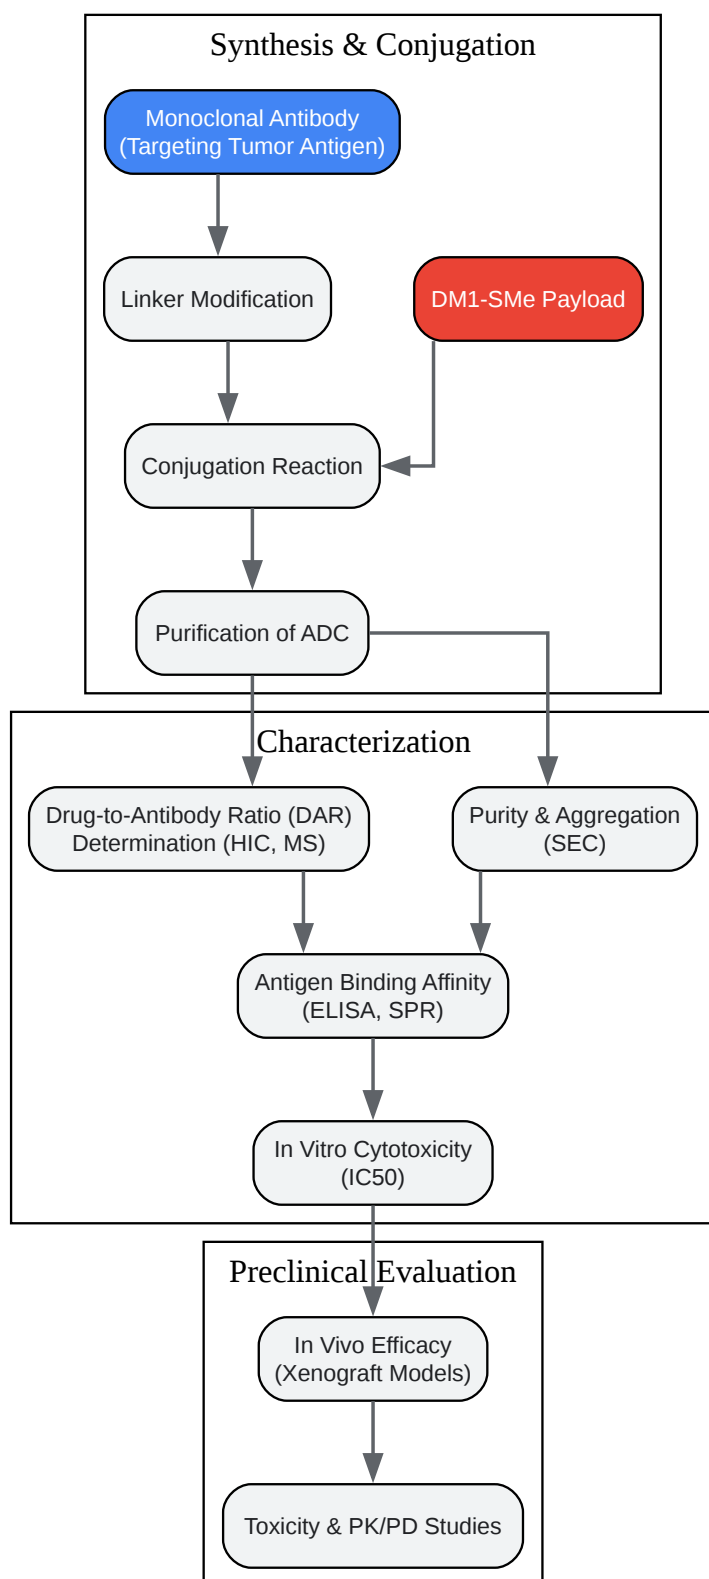 Synthesis & Conjugation
Monoclonal Antibody
(Targeting Tumor Antigen)
Linker Modification
DM1-SMe Payload
Conjugation Reaction
Purification of ADC
Characterization
Drug-to-Antibody Ratio (DAR)
Determination (HIC, MS)
Purity & Aggregation
(SEC)
Antigen Binding Affinity
(ELISA, SPR)
In Vitro Cytotoxicity
(IC50)
Preclinical Evaluation
In Vivo Efficacy
(Xenograft Models)
Toxicity & PK/PD Studies